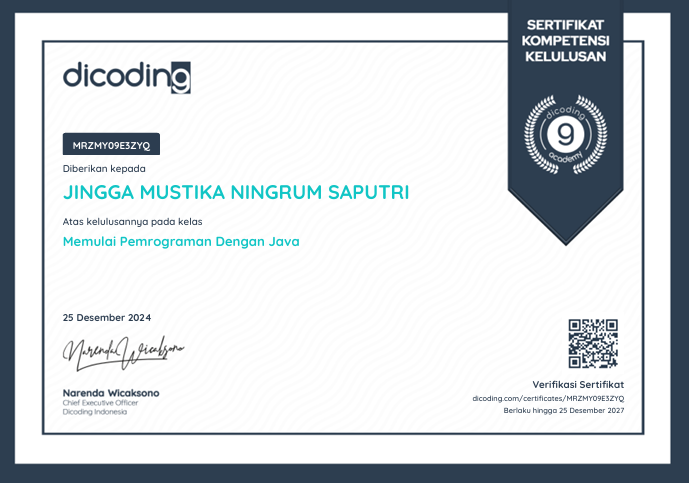 SERTIFIKAT
KOMPETENSI
KELULUSAN
dicoding
dicoding
academy
MRZMY09E3ZYQ
Diberikan kepada
JINGGA MUSTIKA NINGRUM SAPUTRI
Atas kelulusannya pada kelas
Memulai Pemrograman Dengan Java
25 Desember 2024
Narenda Wicaksono
Narenda Wicaksono
Chief Executive Officer
Dicoding Indonesia
Verifikasi Sertifikat
dicoding.com/certificates/MRZMY09E3ZYQ
Berlaku hingga 25 Desember 2027